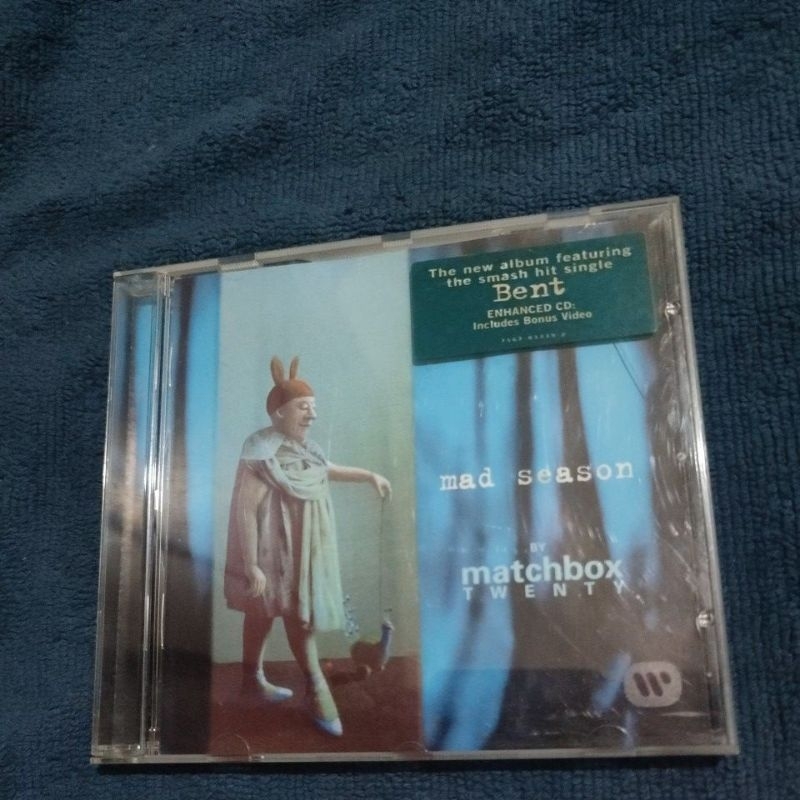 The new album featuring
the smash hit single
Bent
ENHANCED CD:
Includes Bonus Video
mad season
BY
matchbox
TWENTY